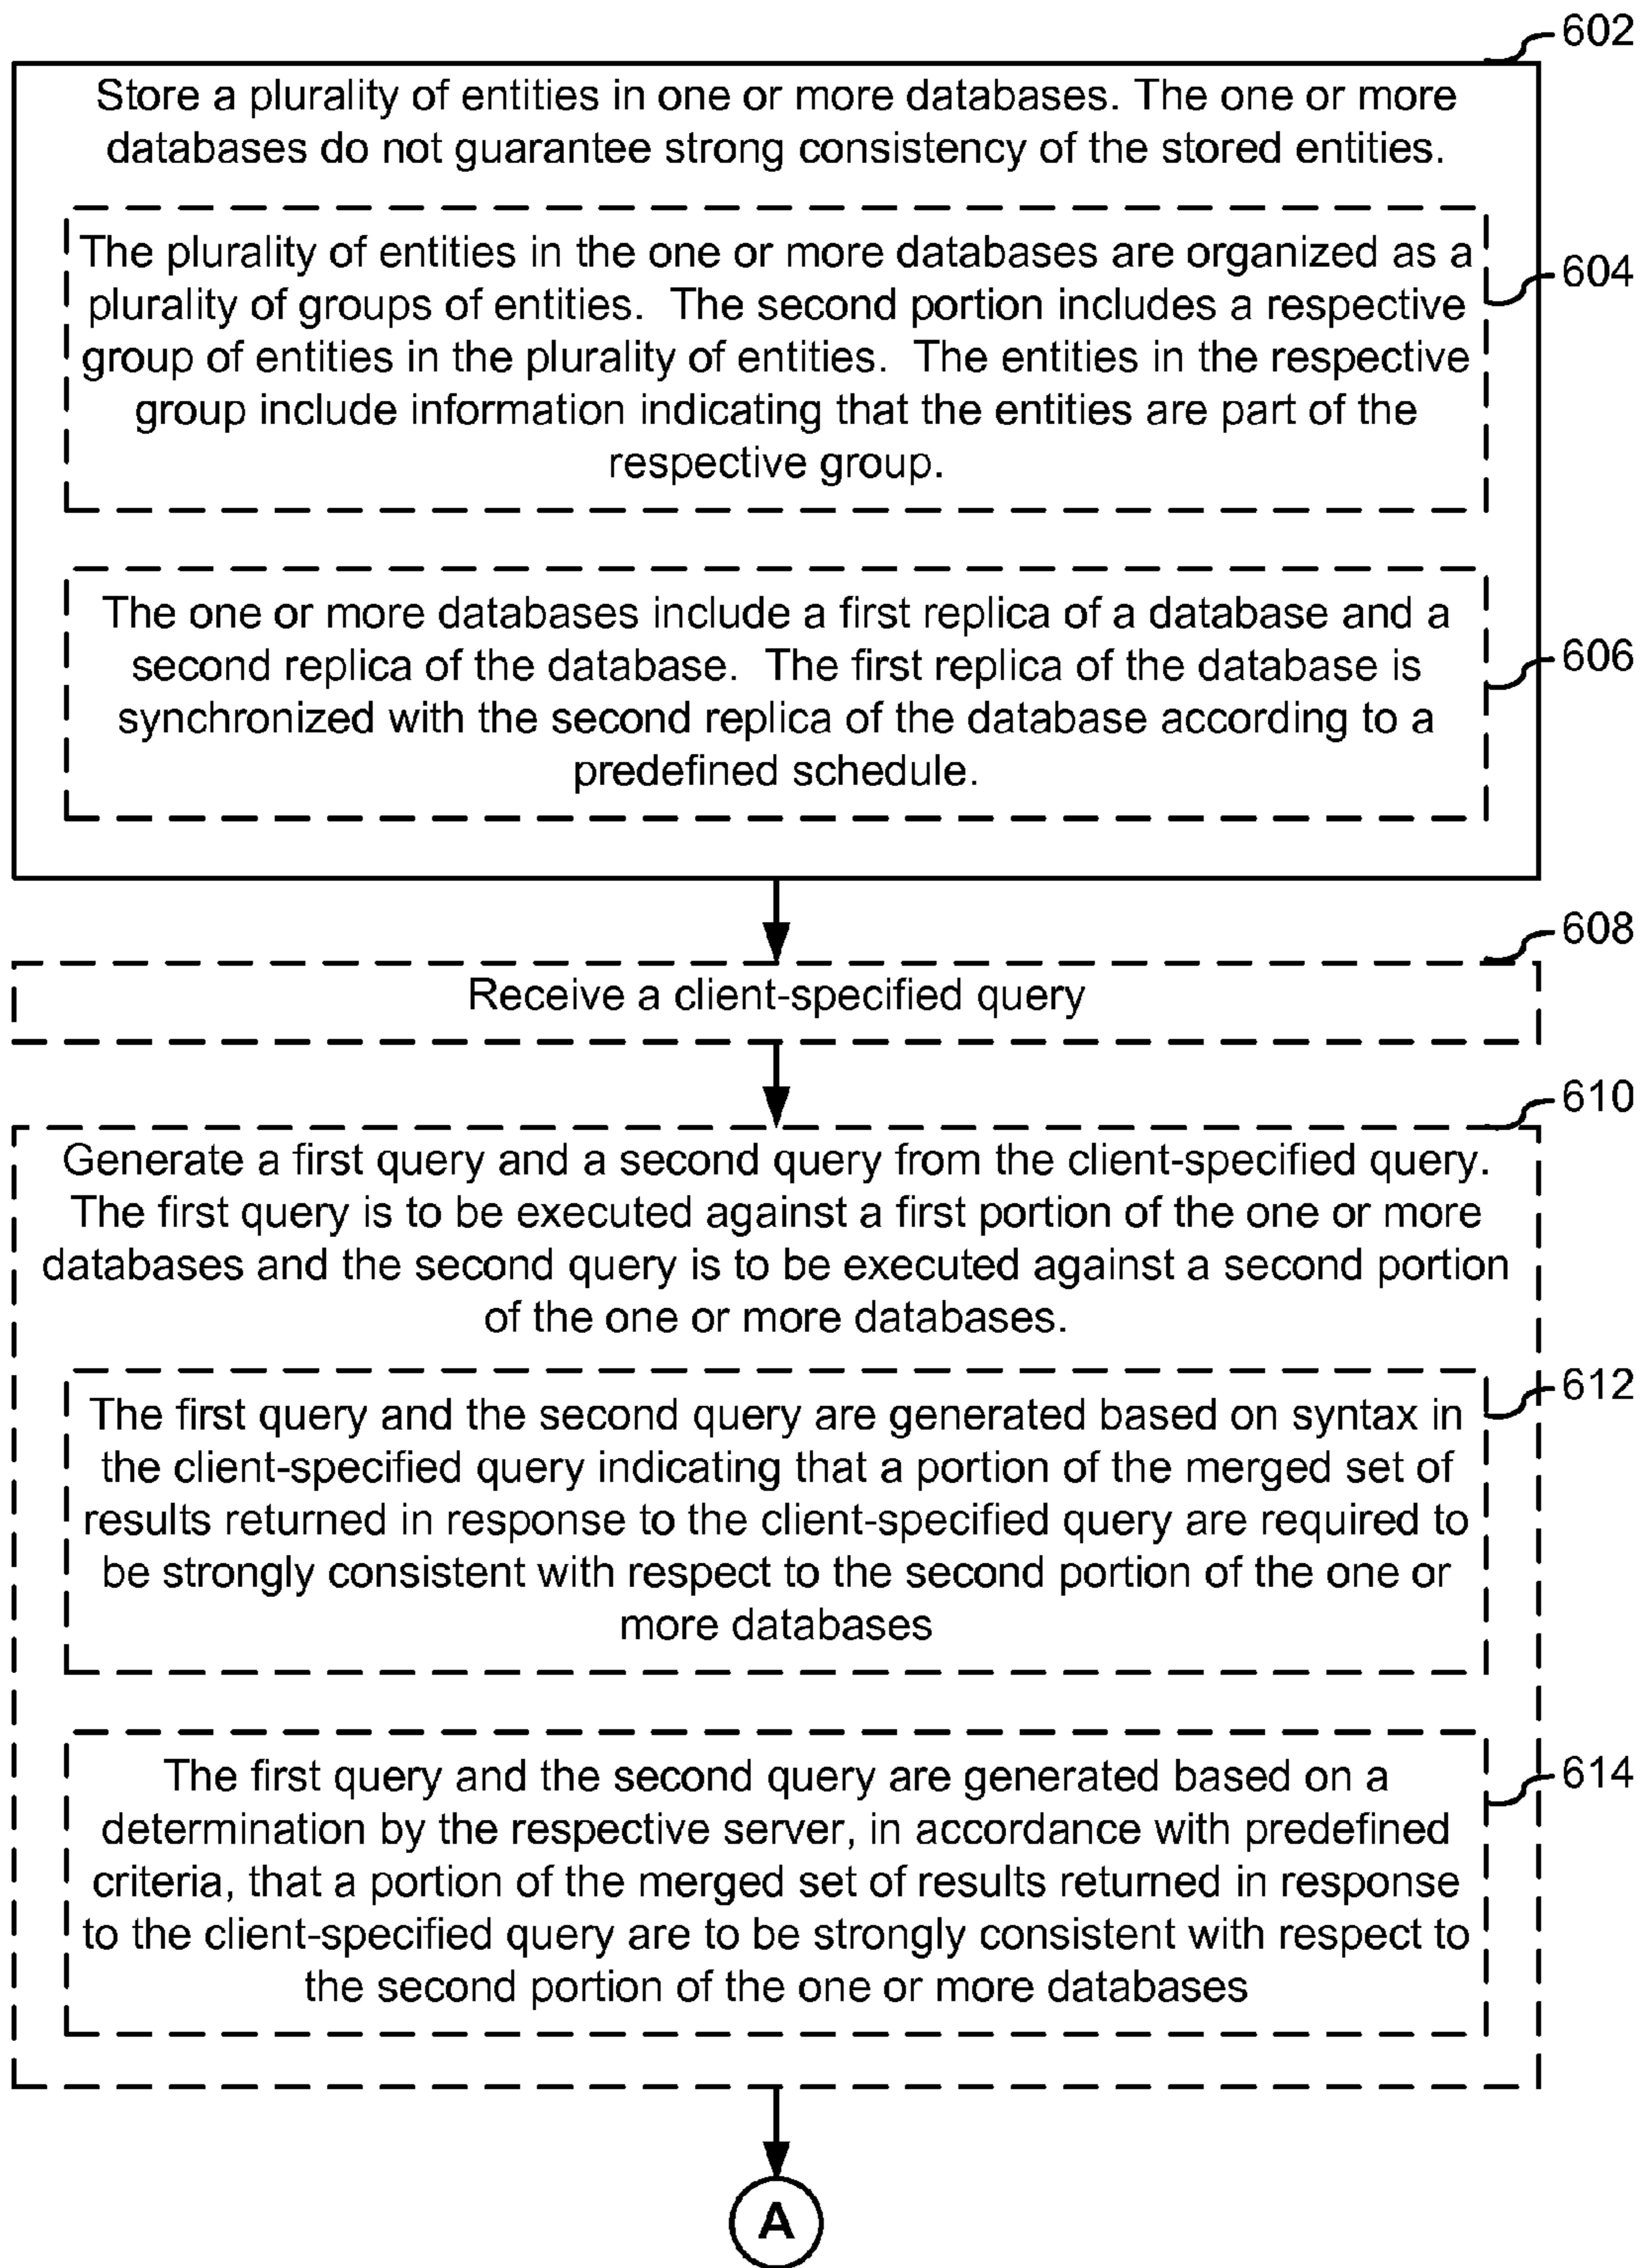 602
Store a plurality of entities in one or more databases. The one or more
databases do not guarantee strong consistency of the stored entities.
The plurality of entities in the one or more databases are organized as a
plurality of groups of entities. The second portion includes a respective
group of entities in the plurality of entities. The entities in the respective
group include information indicating that the entities are part of the
respective group.
604
The one or more databases include a first replica of a database and a
second replica of the database. The first replica of the database is
synchronized with the second replica of the database according to a
predefined schedule.
606
608
Receive a client-specified query
610
Generate a first query and a second query from the client-specified query.
The first query is to be executed against a first portion of the one or more
databases and the second query is to be executed against a second portion
of the one or more databases.
The first query and the second query are generated based on syntax in
the client-specified query indicating that a portion of the merged set of
results returned in response to the client-specified query are required to
be strongly consistent with respect to the second portion of the one or
more databases
612
The first query and the second query are generated based on a
determination by the respective server, in accordance with predefined
criteria, that a portion of the merged set of results returned in response
to the client-specified query are to be strongly consistent with respect to
the second portion of the one or more databases
614
A